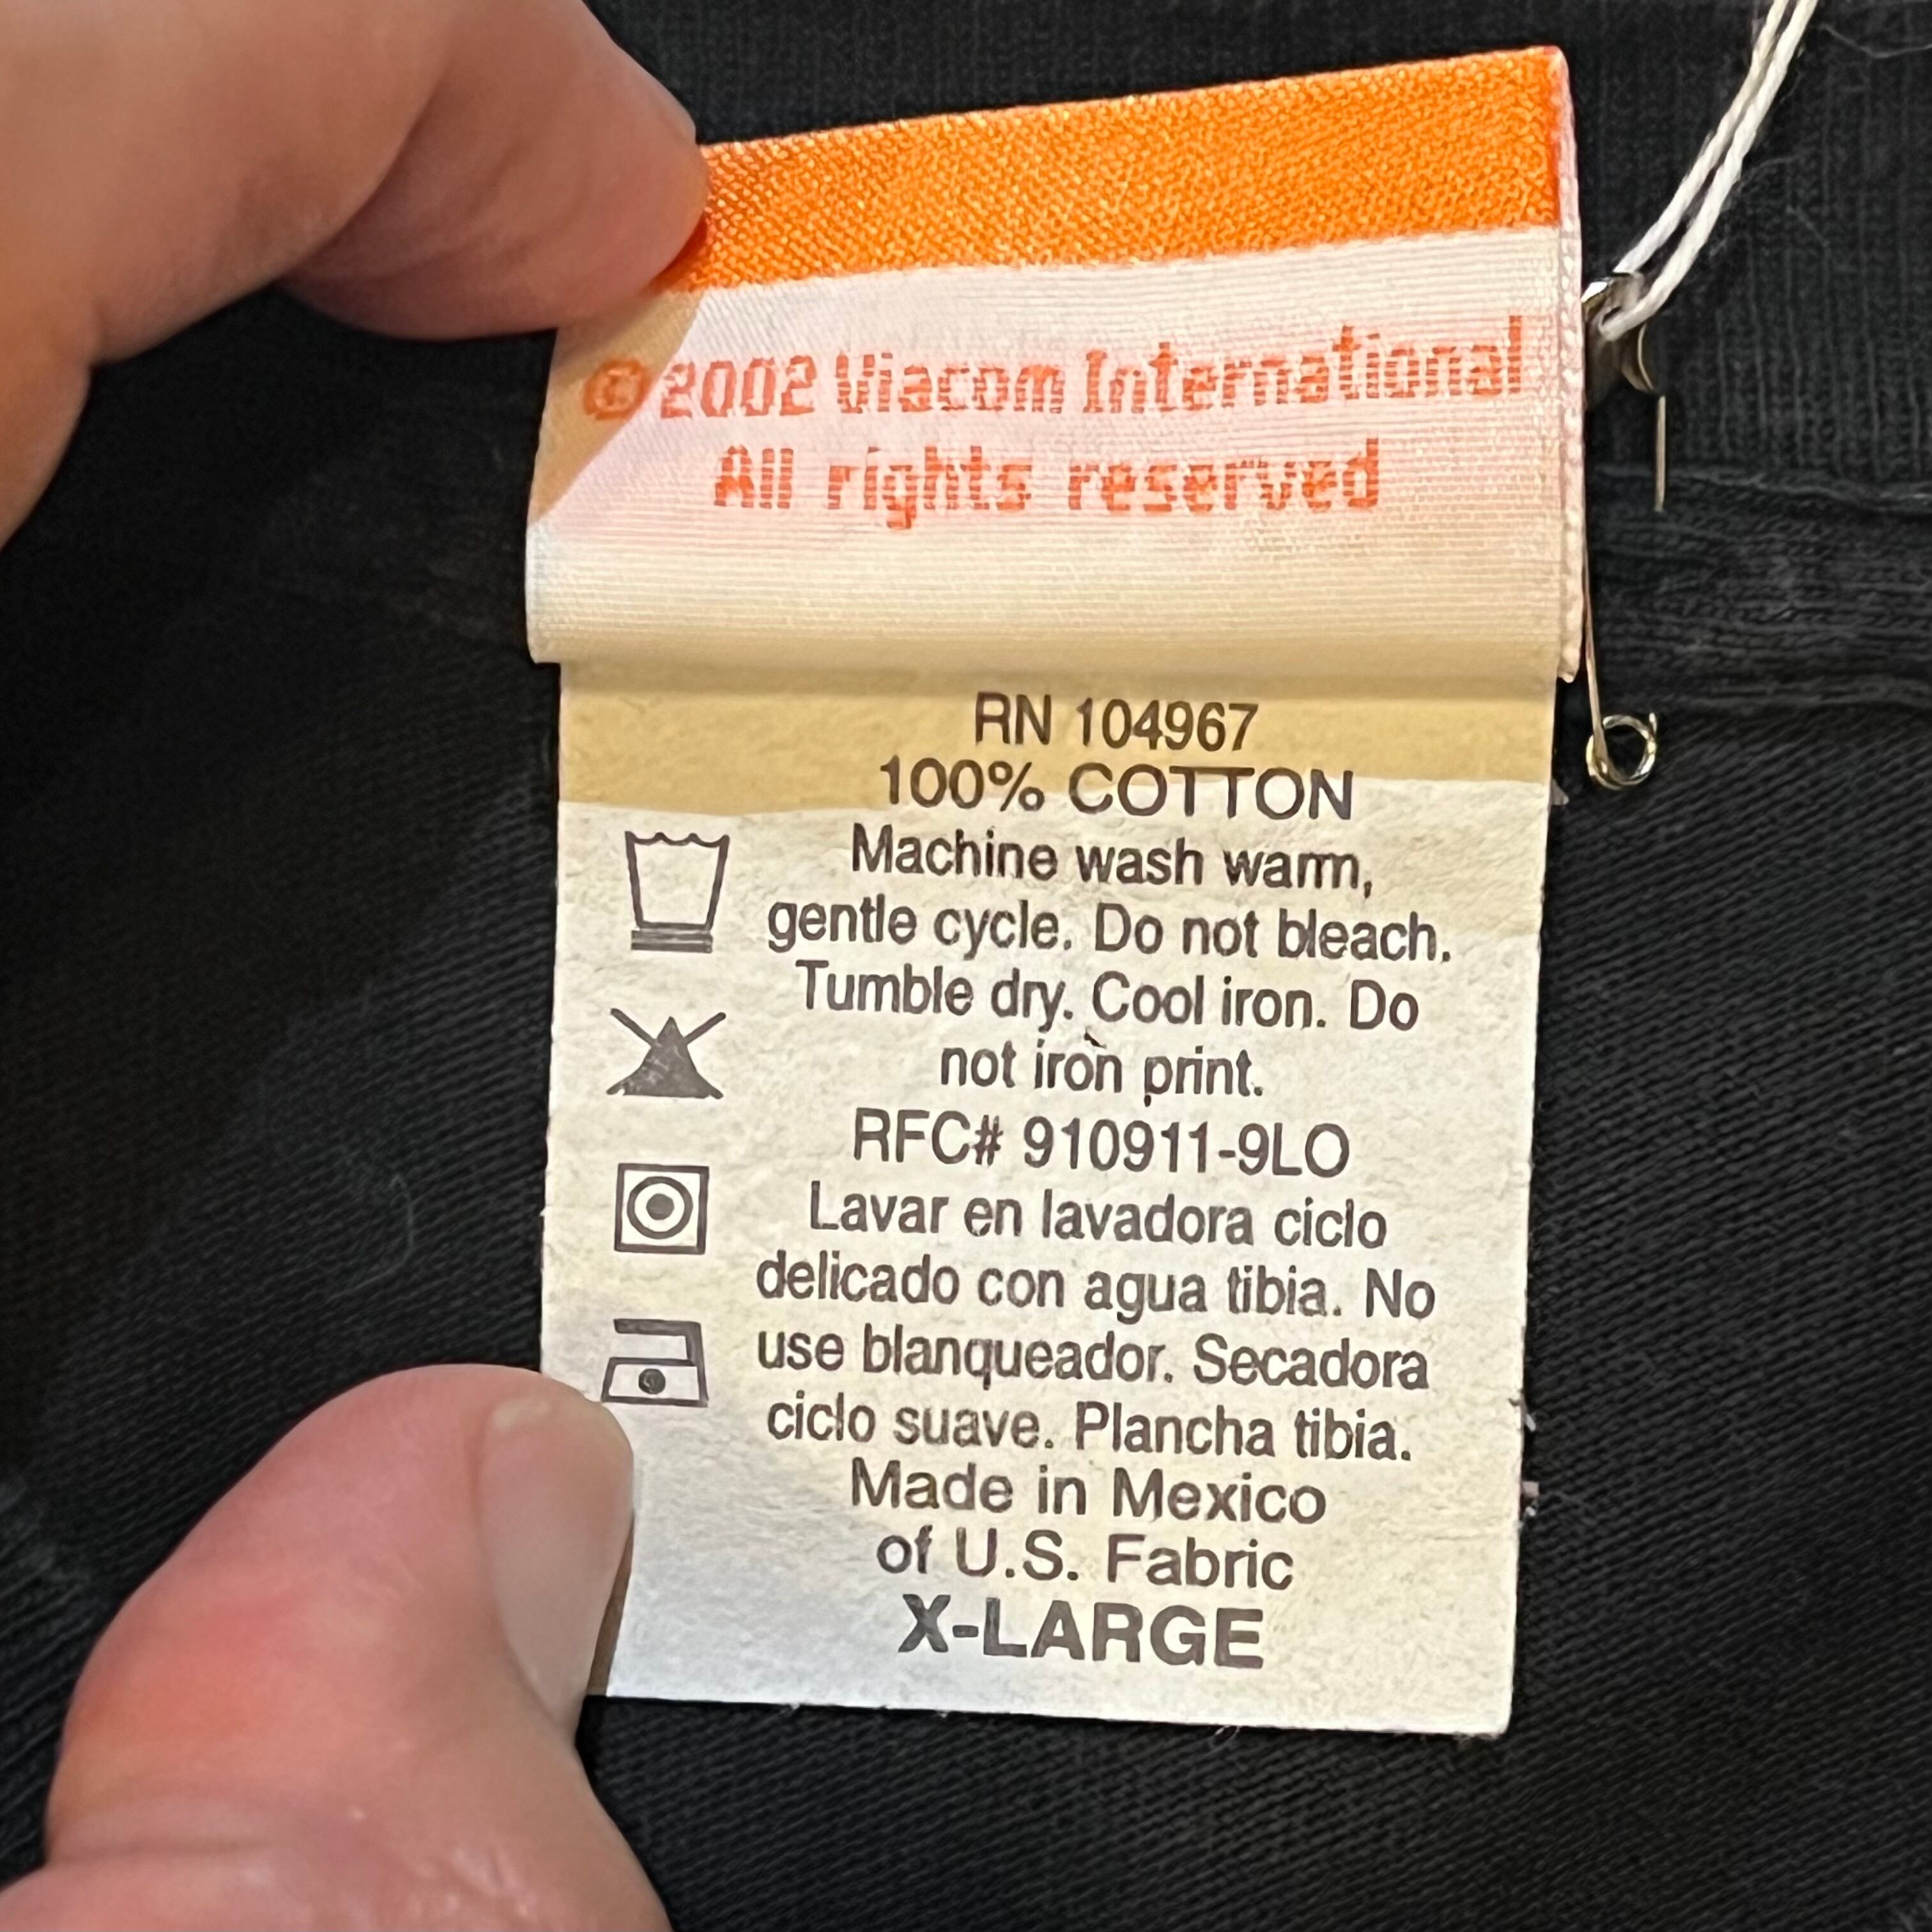 © 2002 Viacom International
All rights reserved
RN 104967
100% COTTON
Machine wash warm,
gentle cycle. Do not bleach.
Tumble dry. Cool iron. Do
not iron print.
RFC# 910911-9LO
Lavar en lavadora ciclo
delicado con agua tibia. No
use blanqueador. Secadora
ciclo suave. Plancha tibia.
Made in Mexico
of U.S. Fabric
X-LARGE